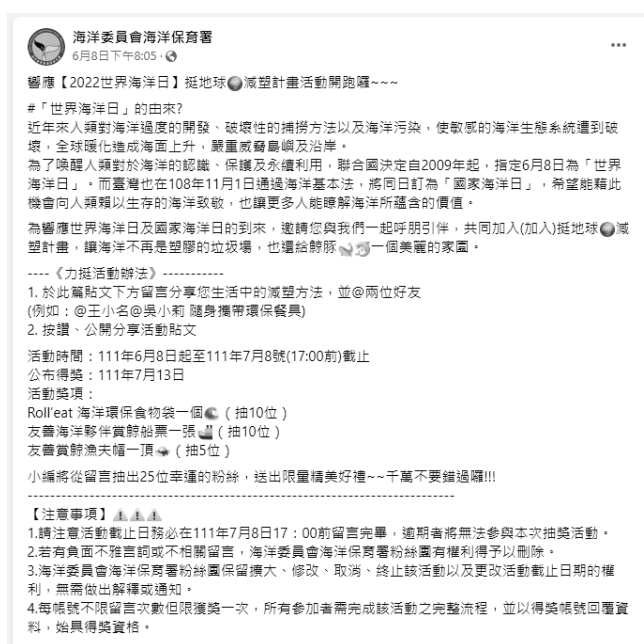 海洋委員會海洋保育署
6月8日下午8:05 ·
響應【2022世界海洋日】挺地球減塑計畫活動開跑囉~~~
#「世界海洋日」的由來?
近年來人類對海洋過度的開發、破壞性的捕撈方法以及海洋污染，使敏感的海洋生態系統遭到破
壞，全球暖化造成海面上升，嚴重威脅島嶼及沿岸。
為了喚醒人類對於海洋的認識、保護及永續利用，聯合國決定自2009年起，指定6月8日為「世界
海洋日」。而臺灣也在108年11月1日通過海洋基本法，將同日訂為「國家海洋日」，希望能藉此
機會向人類賴以生存的海洋致敬，也讓更多人能瞭解海洋所蘊含的價值。
為響應世界海洋日及國家海洋日的到來，邀請您與我們一起呼朋引伴，共同加入(加入)挺地球減
塑計畫，讓海洋不再是塑膠的垃圾場，也還給鯨豚一個美麗的家園。
----《力挺活動辦法》-----------
1. 於此篇貼文下方留言分享您生活中的減塑方法，並@兩位好友
(例如：@王小名@吳小莉 隨身攜帶環保餐具)
2. 按讚、公開分享活動貼文
活動時間：111年6月8日起至111年7月8號(17:00前)截止
公布得獎：111年7月13日
活動獎項：
Roll'eat 海洋環保食物袋一個（抽10位）
友善海洋夥伴賞鯨船票一張（抽10位）
友善賞鯨漁夫帽一頂（抽5位）
小編將從留言抽出25位幸運的粉絲，送出限量精美好禮~~千萬不要錯過囉!!!
------------------------------------------------------------------------------
【注意事項】
1.請注意活動截止日務必在111年7月8日17：00前留言完畢，逾期者將無法參與本次抽獎活動。
2.若有負面不雅言詞或不相關留言，海洋委員會海洋保育署粉絲團有權利得予以刪除。
3.海洋委員會海洋保育署粉絲團保留擴大、修改、取消、終止該活動以及更改活動截止日期的權
利，無需做出解釋或通知。
4.每帳號不限留言次數但限獲獎一次，所有參加者需完成該活動之完整流程，並以得獎帳號回覆資
料，始具得獎資格。